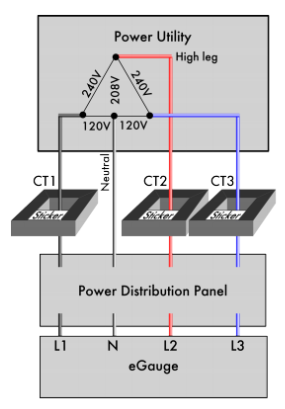 Power Utility
High leg
240V
208V
240V
120V
120V
Neutral
CT1
CT2
CT3
Sticker
Sticker
Sticker
Power Distribution Panel
L1
N
L2
L3
eGauge